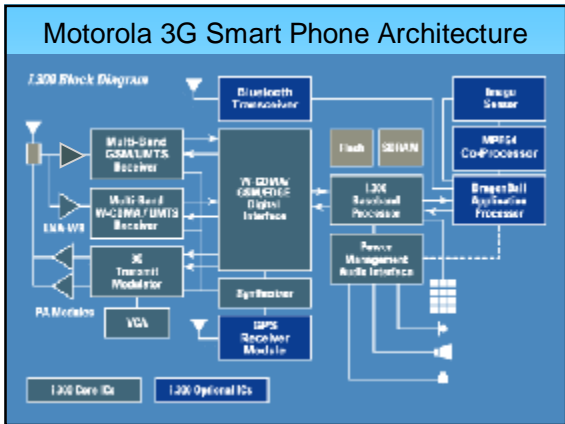 Motorola 3G Smart Phone Architecture
i.300 Block Diagram
Bluetooth
Transceiver
Image
Sensor
Multi-Band
GSM/UMTS
Receiver
W-CDMA/
GSM/EDGE
Digital
Interface
Flash
SDRAM
MPEG4
Co-Processor
Multi-Band
W-CDMA/UMTS
Receiver
i.300
Baseband
Processor
DragonBall
Application
Processor
3G
Transmit
Modulator
Power
Management
Audio Interface
Synthesizer
PA Modules
VGA
GPS
Receiver
Module
i.300 Core ICs
i.300 Optional ICs